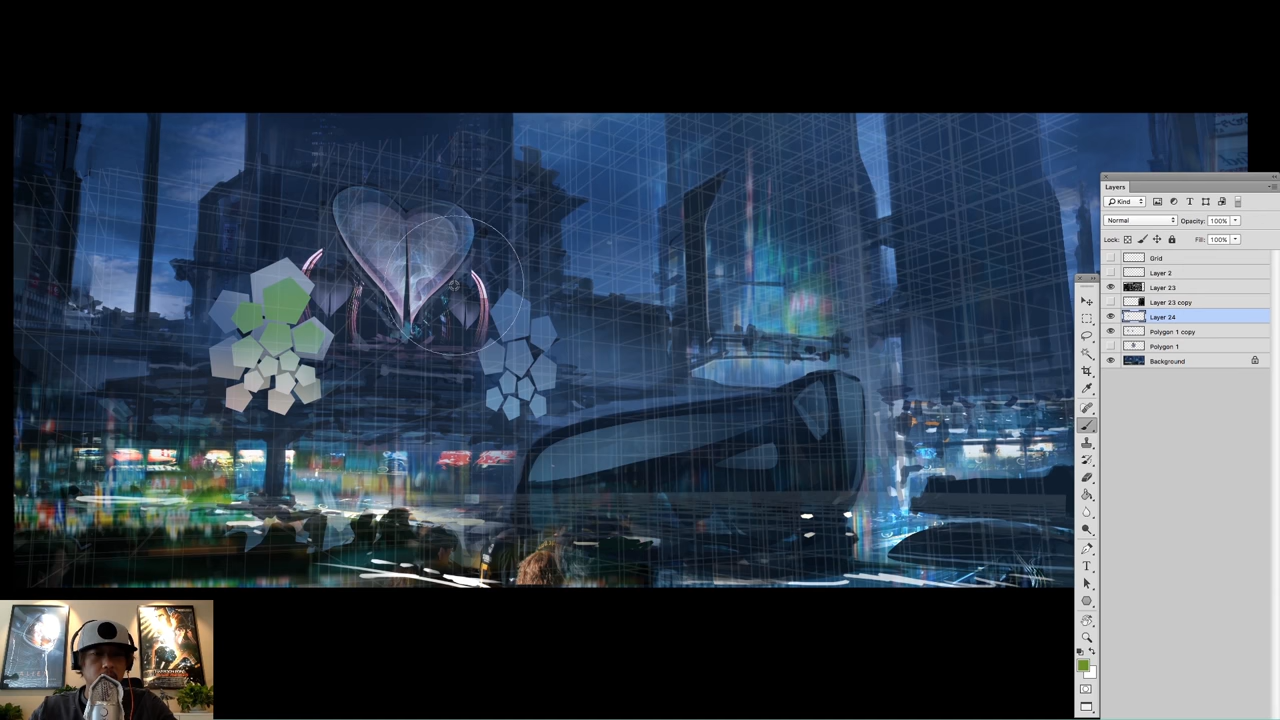 Layers
Kind
Normal
Opacity: 100%
Lock:
Fill: 100%
Grid
Layer 2
Layer 23
Layer 23 copy
Layer 24
Polygon 1 copy
Polygon 1
Background
T